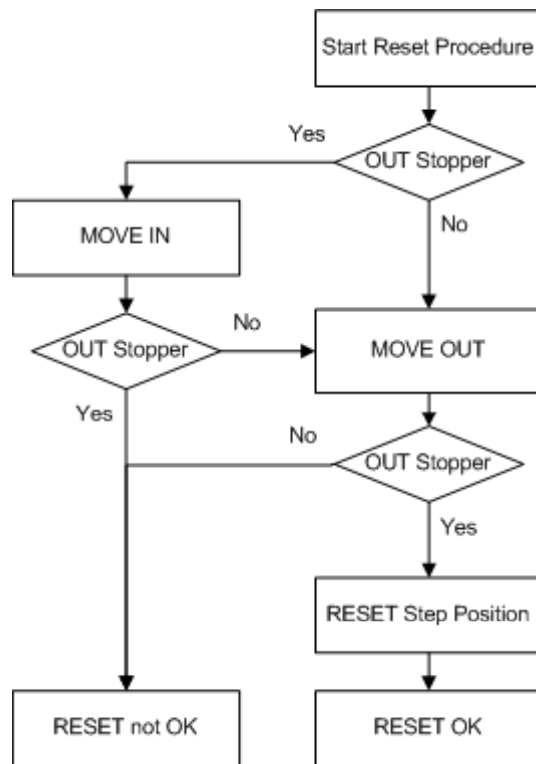 Start Reset Procedure
Yes
OUT Stopper
MOVE IN
No
No
OUT Stopper
MOVE OUT
Yes
No
OUT Stopper
Yes
RESET Step Position
RESET not OK
RESET OK